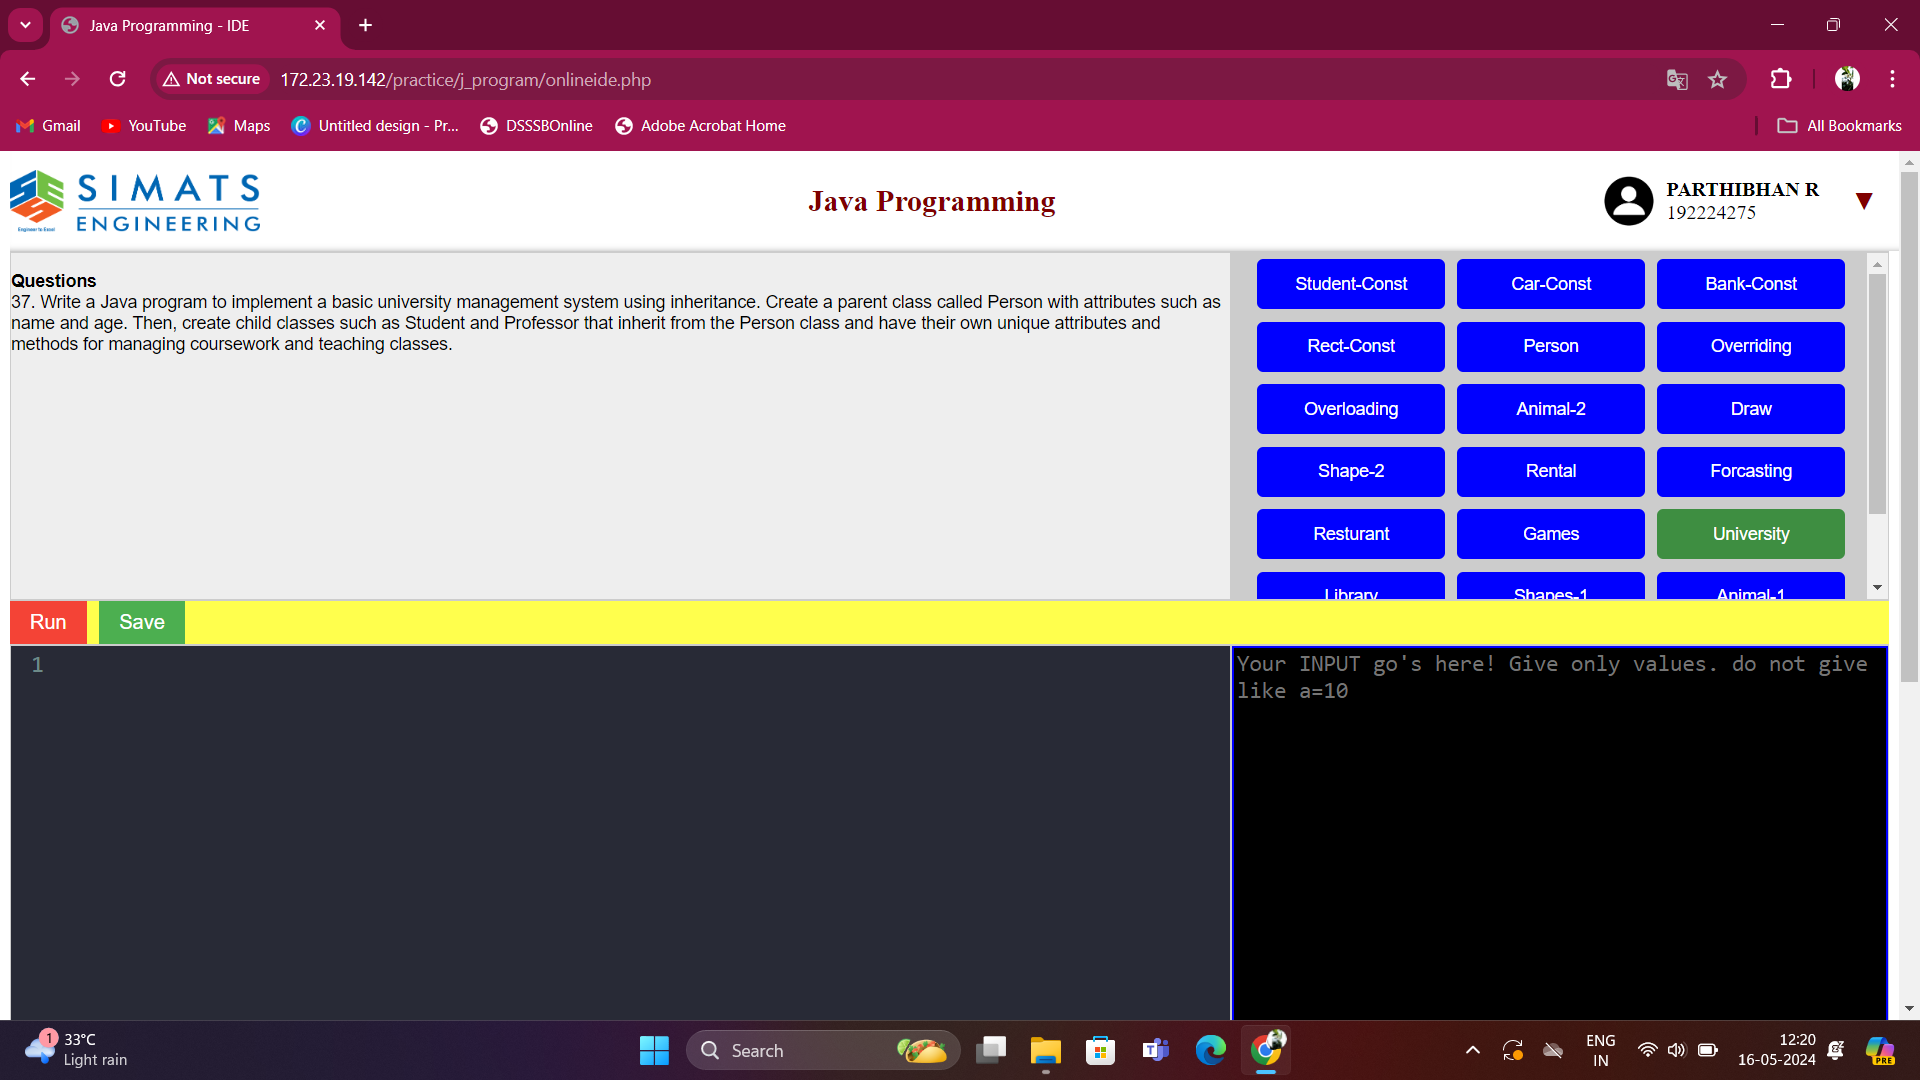 Java Programming - IDE
Not secure
172.23.19.142/practice/j_program/onlineide.php
Gmail
YouTube
Maps
Untitled design - Pr...
DSSSBOnline
Adobe Acrobat Home
All Bookmarks
SIMATS
ENGINEERING
Engineer to Excel
Java Programming
PARTHIBHAN R
192224275
Questions
37. Write a Java program to implement a basic university management system using inheritance. Create a parent class called Person with attributes such as
name and age. Then, create child classes such as Student and Professor that inherit from the Person class and have their own unique attributes and
methods for managing coursework and teaching classes.
Student-Const
Car-Const
Bank-Const
Rect-Const
Person
Overriding
Overloading
Animal-2
Draw
Shape-2
Rental
Forcasting
Resturant
Games
University
Library
Shapes-1
Animal-1
Run
Save
1
Your INPUT go's here! Give only values. do not give
like a=10
1
33°C
Light rain
Search
ENG
IN
12:20
16-05-2024
PRE